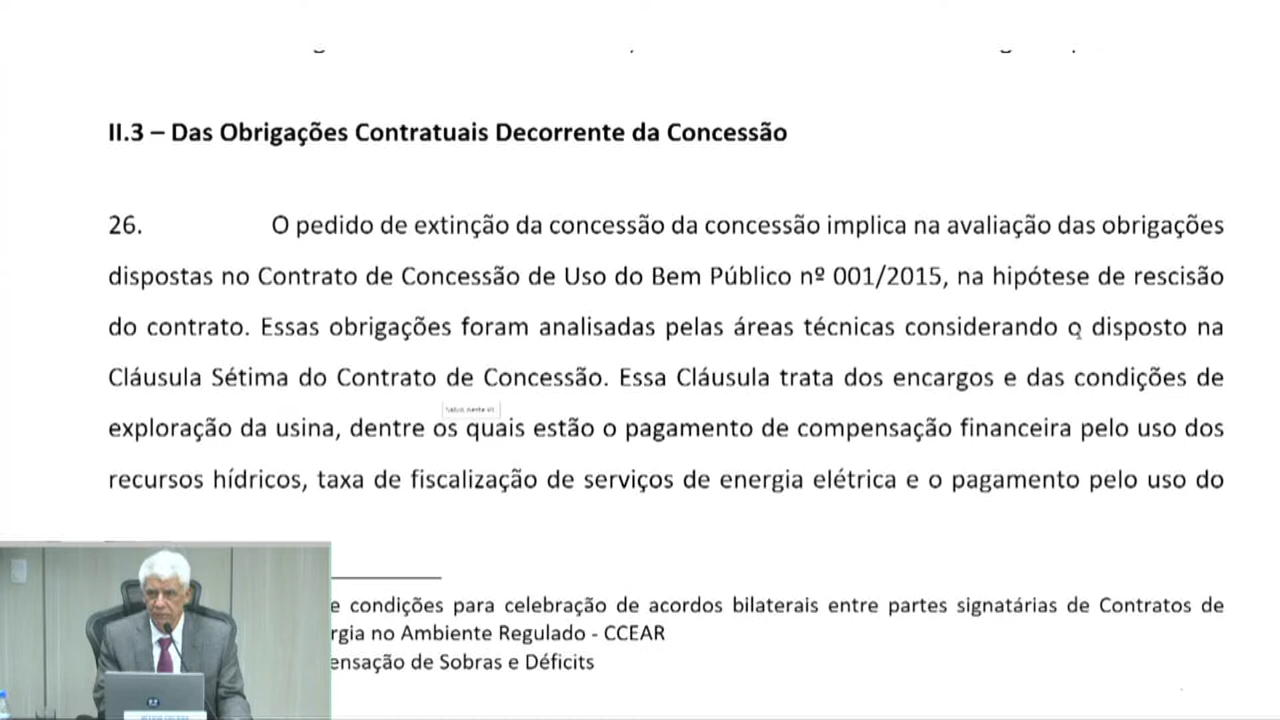 II.3 – Das Obrigações Contratuais Decorrente da Concessão
26. O pedido de extinção da concessão da concessão implica na avaliação das obrigações
dispostas no Contrato de Concessão de Uso do Bem Público nº 001/2015, na hipótese de rescisão
do contrato. Essas obrigações foram analisadas pelas áreas técnicas considerando o disposto na
Cláusula Sétima do Contrato de Concessão. Essa Cláusula trata dos encargos e das condições de
exploração da usina, dentre os quais estão o pagamento de compensação financeira pelo uso dos
recursos hídricos, taxa de fiscalização de serviços de energia elétrica e o pagamento pelo uso do
e condições para celebração de acordos bilaterais entre partes signatárias de Contratos de
rgia no Ambiente Regulado - CCEAR
ensação de Sobras e Déficits